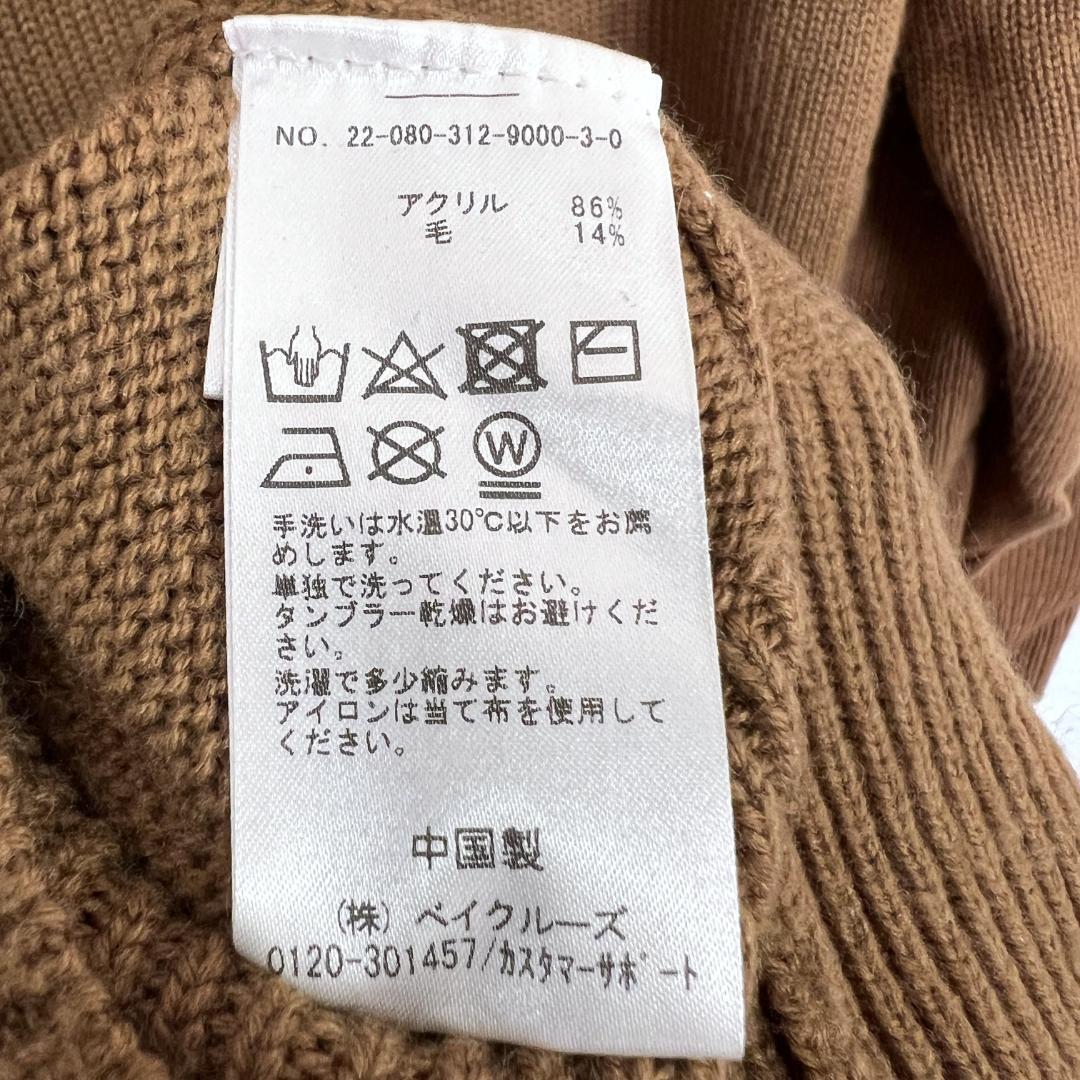 NO. 22-080-312-9000-3-0
アクリル 86%
毛 14%
W
手洗いは水温30℃以下をお薦
めします。
単独で洗ってください。
タンブラー乾燥はお避けくだ
さい。
洗濯で多少縮みます。
アイロンは当て布を使用して
ください。
中国製
(株) ベイクルーズ
0120-301457/カスタマーサポート